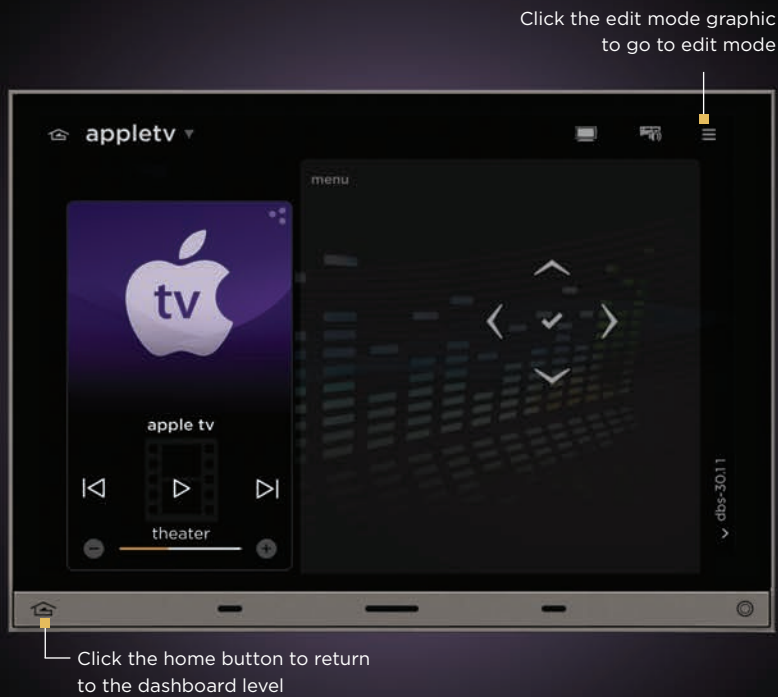 Click the edit mode graphic
to go to edit mode
appletv
menu
tv
apple tv
theater
dbs-30.11
Click the home button to return
to the dashboard level